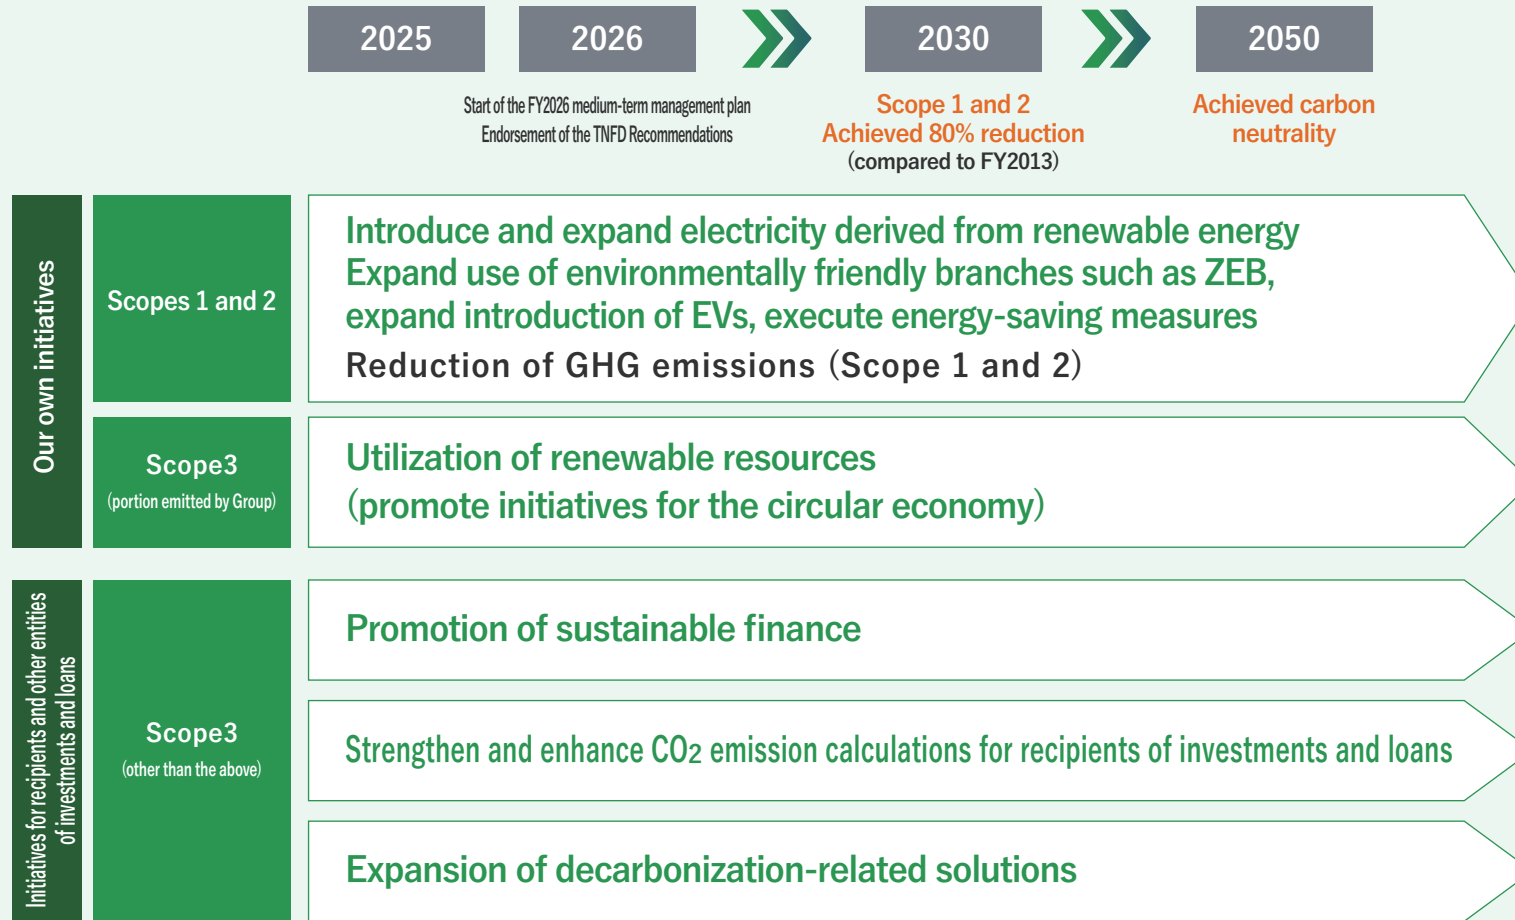 2025
2026
2030
2050
Start of the FY2026 medium-term management plan
Endorsement of the TNFD Recommendations
Scope 1 and 2
Achieved 80% reduction
(compared to FY2013)
Achieved carbon
neutrality
Our own initiatives
Scopes 1 and 2
Introduce and expand electricity derived from renewable energy
Expand use of environmentally friendly branches such as ZEB,
expand introduction of EVs, execute energy-saving measures
Reduction of GHG emissions (Scope 1 and 2)
Scope3
(portion emitted by Group)
Utilization of renewable resources
(promote initiatives for the circular economy)
Initiatives for recipients and other entities
of investments and loans
Scope3
(other than the above)
Promotion of sustainable finance
Strengthen and enhance CO2 emission calculations for recipients of investments and loans
Expansion of decarbonization-related solutions